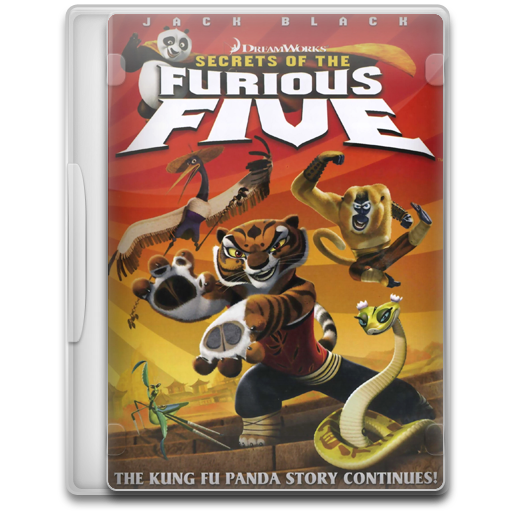 JACK BLACK
DREAMWORKS
SECRETS OF THE
FURIOUS
FIVE
THE KUNG FU PANDA STORY CONTINUES!